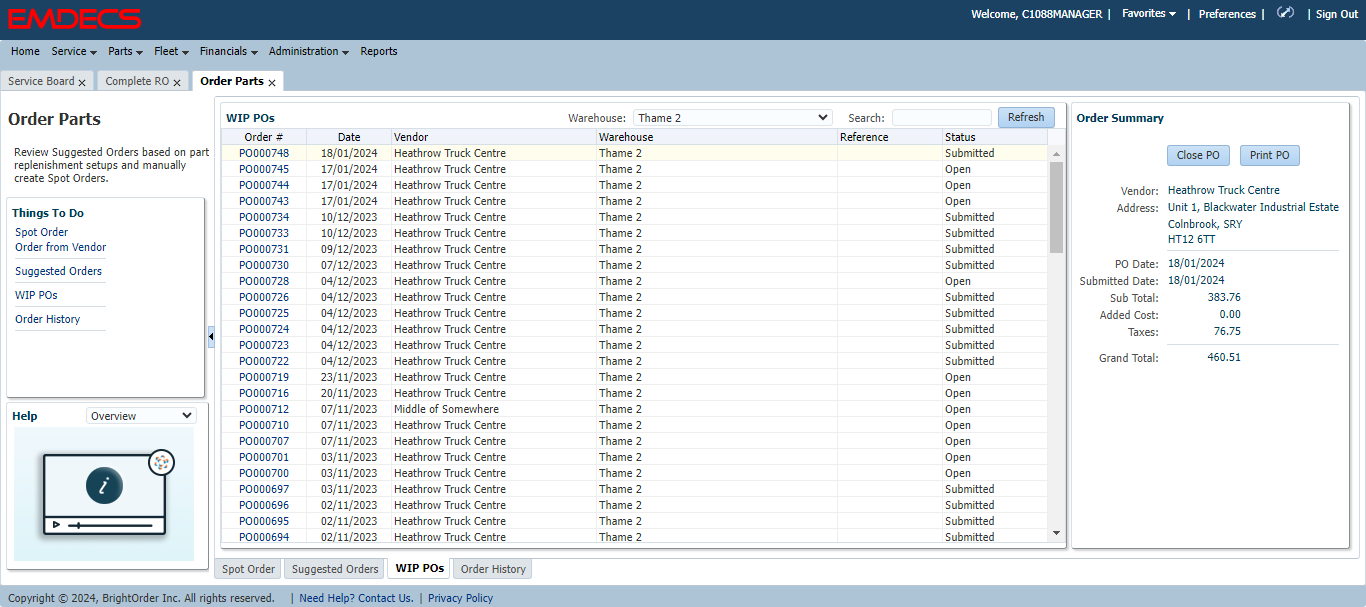 EMDECS
Welcome, C1088MANAGER | Favorites | Preferences | | Sign Out
Home Service Parts Fleet Financials Administration Reports
Service Board x Complete RO x Order Parts x
Order Parts
Review Suggested Orders based on part
replenishment setups and manually
create Spot Orders.
Things To Do
Spot Order
Order from Vendor
Suggested Orders
WIP POs
Order History
Help Overview
i
WIP POs Warehouse: Thame 2 Search: Refresh
Order # Date Vendor Warehouse Reference Status
PO000748 18/01/2024 Heathrow Truck Centre Thame 2 Submitted
PO000745 17/01/2024 Heathrow Truck Centre Thame 2 Open
PO000744 17/01/2024 Heathrow Truck Centre Thame 2 Open
PO000743 17/01/2024 Heathrow Truck Centre Thame 2 Open
PO000734 10/12/2023 Heathrow Truck Centre Thame 2 Submitted
PO000733 10/12/2023 Heathrow Truck Centre Thame 2 Submitted
PO000731 09/12/2023 Heathrow Truck Centre Thame 2 Submitted
PO000730 07/12/2023 Heathrow Truck Centre Thame 2 Submitted
PO000728 04/12/2023 Heathrow Truck Centre Thame 2 Open
PO000726 04/12/2023 Heathrow Truck Centre Thame 2 Submitted
PO000725 04/12/2023 Heathrow Truck Centre Thame 2 Submitted
PO000724 04/12/2023 Heathrow Truck Centre Thame 2 Submitted
PO000723 04/12/2023 Heathrow Truck Centre Thame 2 Submitted
PO000722 04/12/2023 Heathrow Truck Centre Thame 2 Submitted
PO000719 23/11/2023 Heathrow Truck Centre Thame 2 Open
PO000716 20/11/2023 Heathrow Truck Centre Thame 2 Open
PO000712 07/11/2023 Middle of Somewhere Thame 2 Open
PO000710 07/11/2023 Heathrow Truck Centre Thame 2 Open
PO000707 07/11/2023 Heathrow Truck Centre Thame 2 Open
PO000701 03/11/2023 Heathrow Truck Centre Thame 2 Open
PO000700 03/11/2023 Heathrow Truck Centre Thame 2 Open
PO000697 03/11/2023 Heathrow Truck Centre Thame 2 Submitted
PO000696 02/11/2023 Heathrow Truck Centre Thame 2 Submitted
PO000695 02/11/2023 Heathrow Truck Centre Thame 2 Submitted
PO000694 02/11/2023 Heathrow Truck Centre Thame 2 Submitted
Order Summary
Close PO Print PO
Vendor: Heathrow Truck Centre
Address: Unit 1, Blackwater Industrial Estate
Colnbrook, SRY
HT12 6TT
PO Date: 18/01/2024
Submitted Date: 18/01/2024
Sub Total: 383.76
Added Cost: 0.00
Taxes: 76.75
Grand Total: 460.51
Spot Order Suggested Orders WIP POs Order History
Copyright © 2024, BrightOrder Inc. All rights reserved. | Need Help? Contact Us. | Privacy Policy